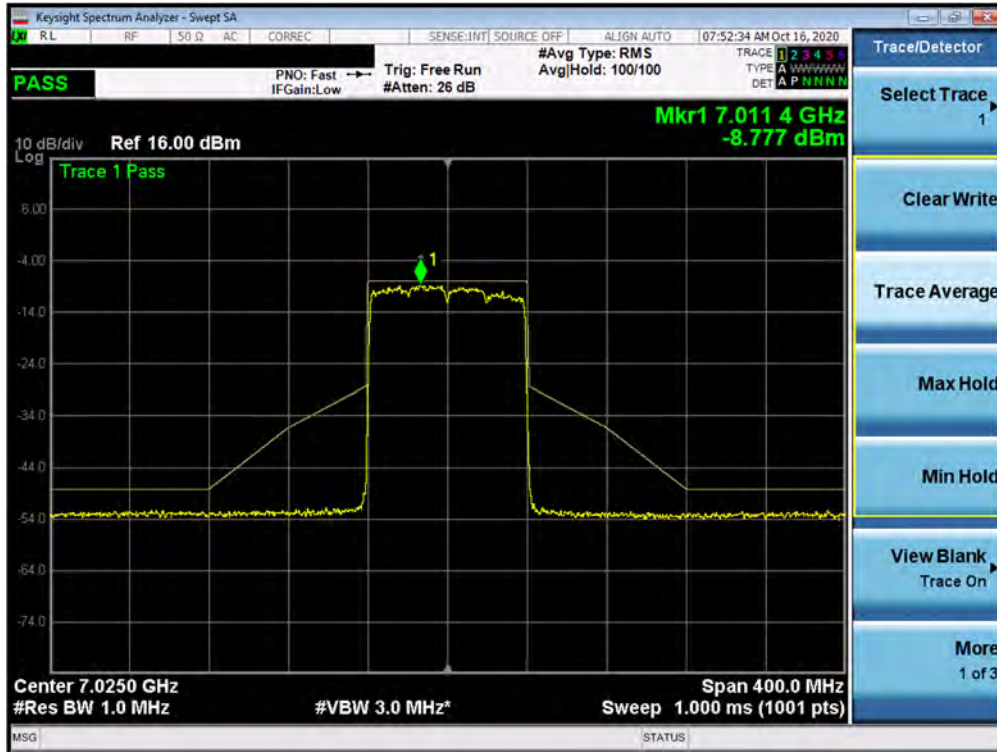 Keysight Spectrum Analyzer - Swept SA
LXI RL RF 50 Ω AC CORREC SENSE:INT SOURCE OFF ALIGN AUTO 07:52:34 AM Oct 16, 2020
PASS
PNO: Fast
IFGain:Low
Trig: Free Run
#Atten: 26 dB
#Avg Type: RMS
Avg|Hold: 100/100
TRACE 1 2 3 4 5 6
TYPE A WWWWW
DET A P N N N N
Mkr1 7.011 4 GHz
-8.777 dBm
10 dB/div Ref 16.00 dBm
Log
Trace 1 Pass
1
6.00
-4.00
-14.0
-24.0
-34.0
-44.0
-54.0
-64.0
-74.0
Center 7.0250 GHz
Span 400.0 MHz
#Res BW 1.0 MHz
#VBW 3.0 MHz*
Sweep 1.000 ms (1001 pts)
MSG
STATUS
Trace/Detector
Select Trace
1
Clear Write
Trace Average
Max Hold
Min Hold
View Blank
Trace On
More
1 of 3